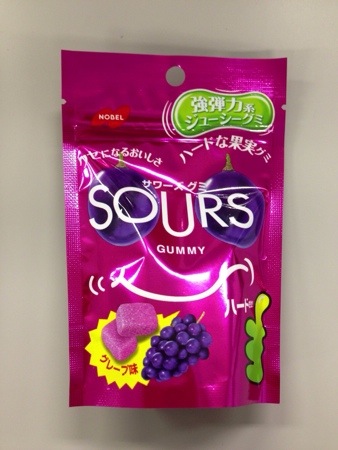 NOBEL
強弾力系
ジューシーグミ
クセになるおいしさ
ハードな果実グミ
サワーズグミ
SOURS
GUMMY
ハード
グレープ味